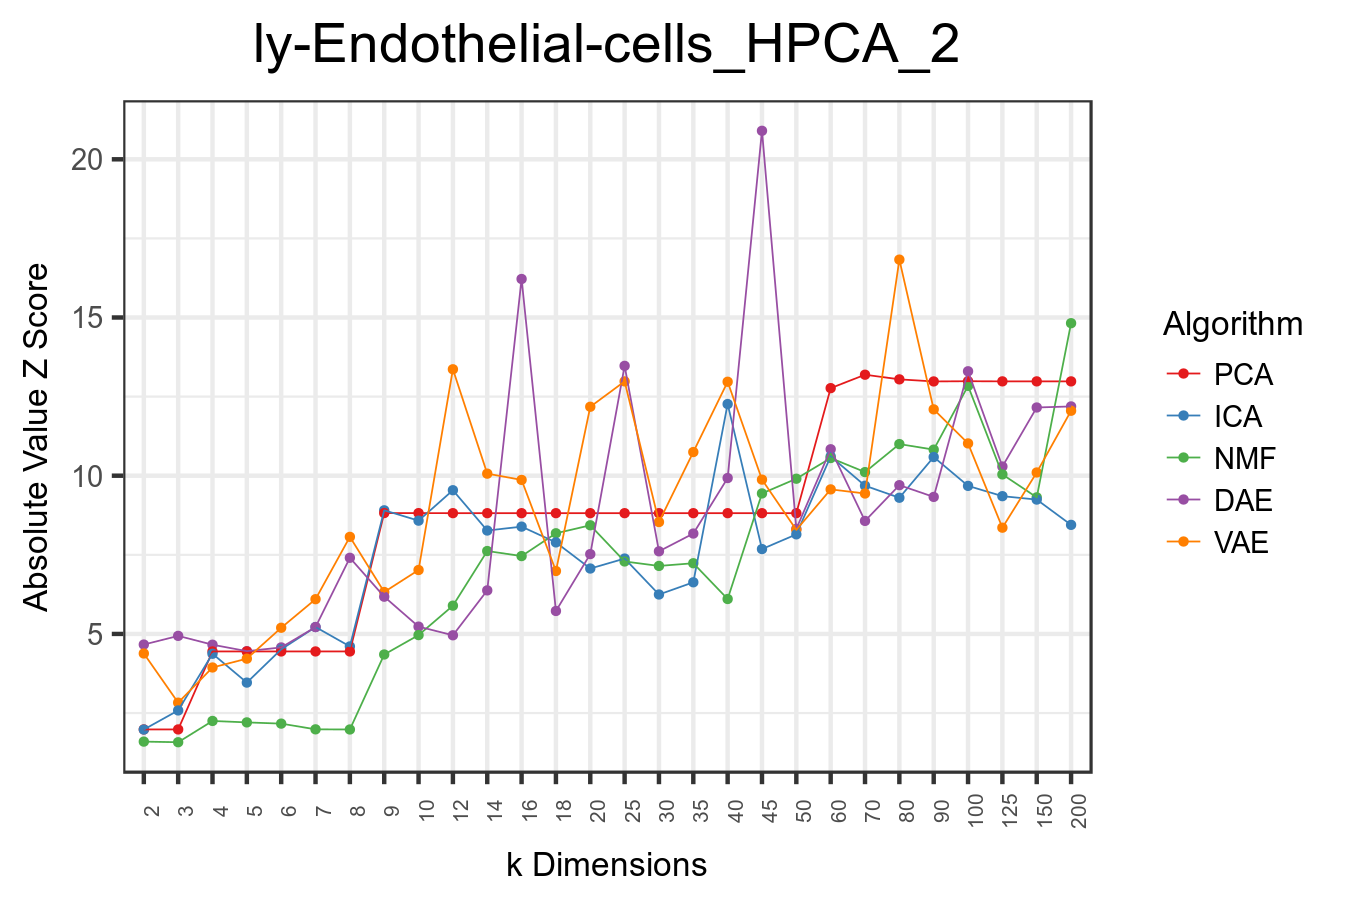 ly-Endothelial-cells_HPCA_2
Absolute Value Z Score
20
15
10
5
2 3 4 5 6 7 8 9 10 12 14 16 18 20 25 30 35 40 45 50 60 70 80 90 100 125 150 200
k Dimensions
Algorithm
PCA
ICA
NMF
DAE
VAE